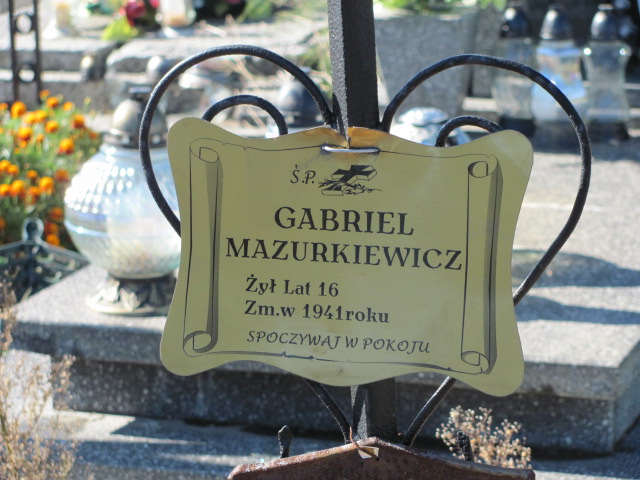 Ś.P.
GABRIEL
MAZURKIEWICZ
Żył Lat 16
Zm.w 1941roku
SPOCZYWAJ W POKOJU